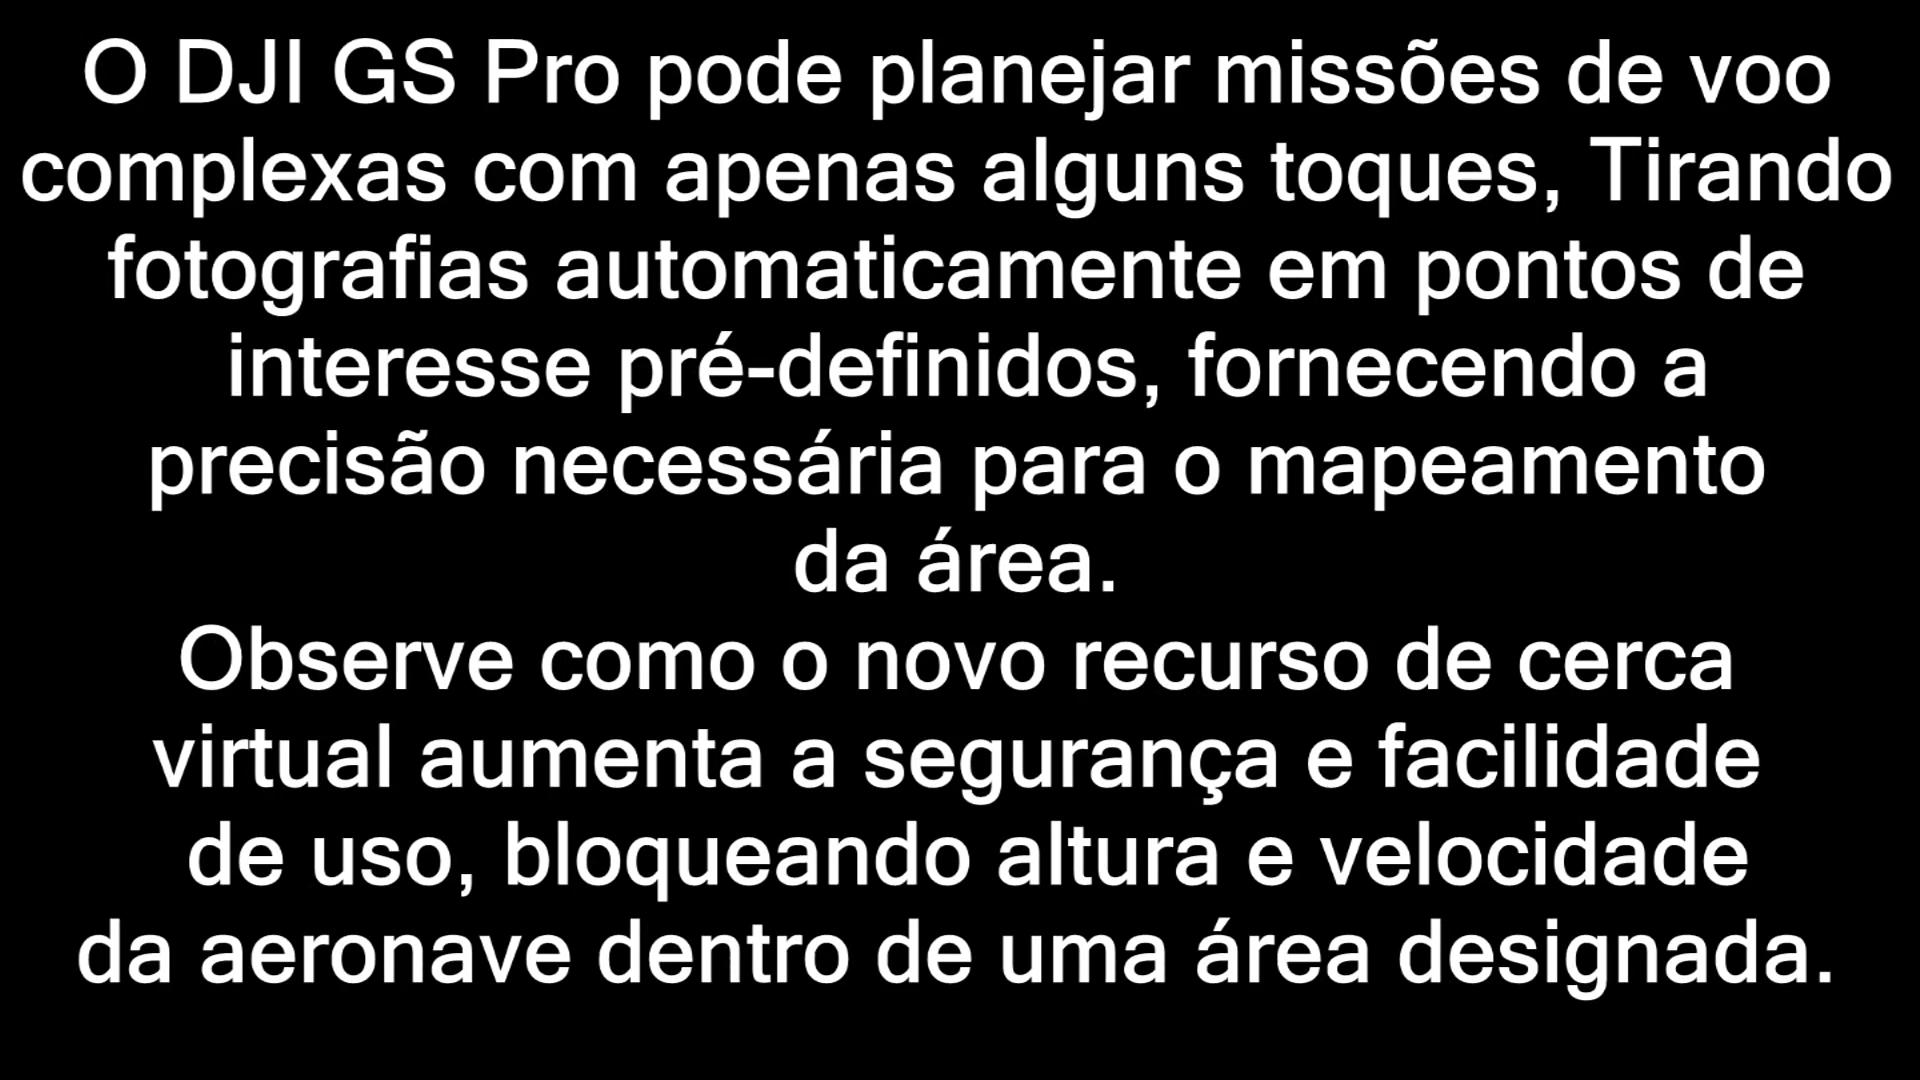 O DJI GS Pro pode planejar missões de voo
complexas com apenas alguns toques, Tirando
fotografias automaticamente em pontos de
interesse pré-definidos, fornecendo a
precisão necessária para o mapeamento
da área.
Observe como o novo recurso de cerca
virtual aumenta a segurança e facilidade
de uso, bloqueando altura e velocidade
da aeronave dentro de uma área designada.